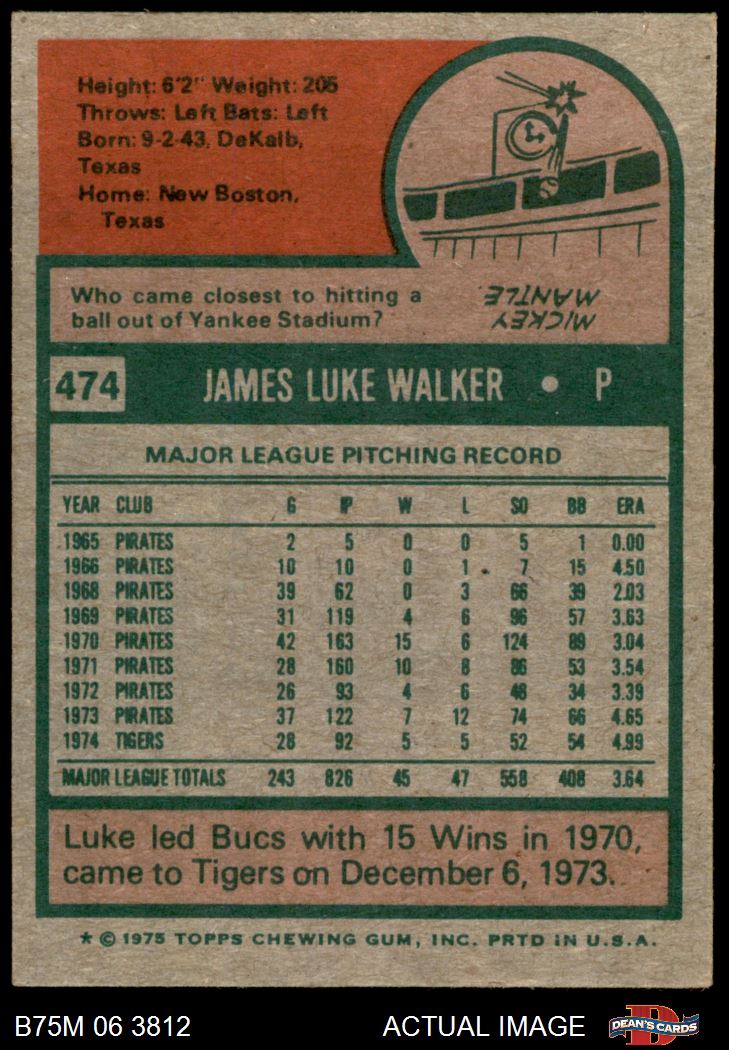 Height: 6'2" Weight: 205
Throws: Left Bats: Left
Born: 9-2-43, DeKalb,
Texas
Home: New Boston,
Texas
Who came closest to hitting a
ball out of Yankee Stadium?
MICKEY
MANTLE
474 JAMES LUKE WALKER • P
MAJOR LEAGUE PITCHING RECORD
YEAR CLUB G IP W L SO BB ERA
1965 PIRATES 2 5 0 0 5 1 0.00
1966 PIRATES 10 10 0 1 7 15 4.50
1968 PIRATES 39 62 0 3 66 39 2.03
1969 PIRATES 31 119 4 6 96 57 3.63
1970 PIRATES 42 163 15 6 124 89 3.04
1971 PIRATES 28 160 10 8 86 53 3.54
1972 PIRATES 26 93 4 6 48 34 3.39
1973 PIRATES 37 122 7 12 74 66 4.65
1974 TIGERS 28 92 5 5 52 54 4.99
MAJOR LEAGUE TOTALS 243 826 45 47 558 408 3.64
Luke led Bucs with 15 Wins in 1970,
came to Tigers on December 6, 1973.
* © 1975 TOPPS CHEWING GUM, INC. PRTD IN U.S.A.
B75M 06 3812 ACTUAL IMAGE DEAN'S CARDS